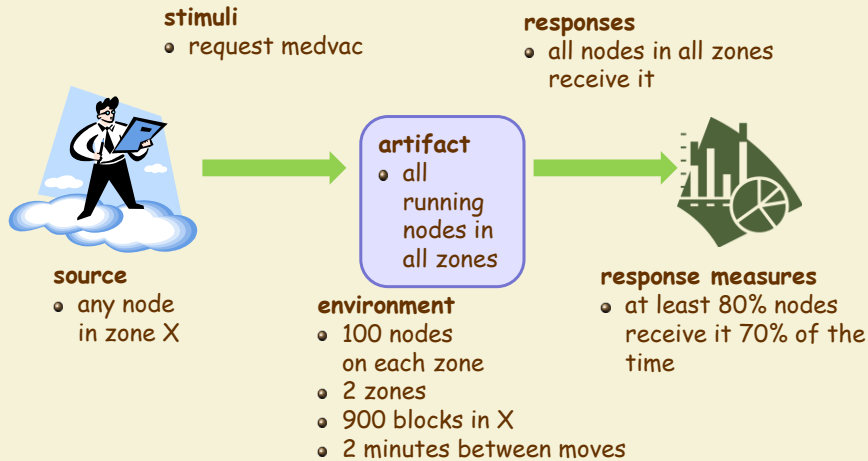 stimuli
request medvac
responses
all nodes in all zones
receive it
artifact
all
running
nodes in
all zones
source
any node
in zone X
environment
100 nodes
on each zone
2 zones
900 blocks in X
2 minutes between moves
response measures
at least 80% nodes
receive it 70% of the
time